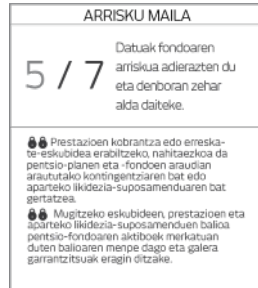 ARRISKU MAILA
5 / 7
Datuak fondoaren
arriskua adierazten du
eta denboran zehar
alda daiteke.
Prestazioen kobrantza edo erreska-
te-eskubidea erabiltzeko, nahitaezkoa da
pentsio-planen eta -fondoen araudian
araututako kontingentziaren bat edo
aparteko likidezia-suposamenduaren bat
gertatzea.
Mugitzeko eskubideen, prestazioen eta
aparteko likidezia-suposamenduen balioa
pentsio-fondoaren aktiboek merkatuan
duten balioaren menpe dago eta galera
garrantzitsuak eragin ditzake.